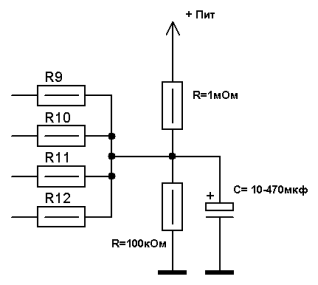 + Пит
R9
R=1мОм
R10
R11
R12
+
C= 10-470мкф
R=100кОм